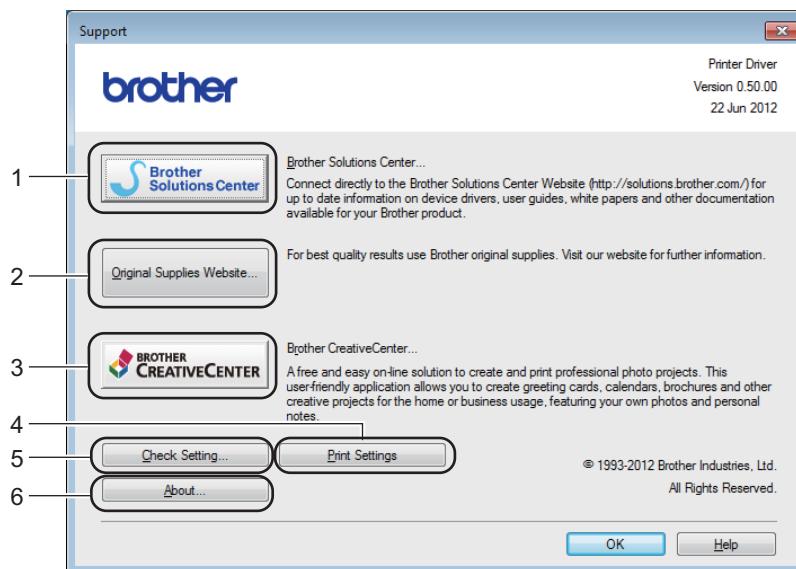 Support
brother
Printer Driver
Version 0.50.00
22 Jun 2012
1
Brother
Solutions Center
Brother Solutions Center...
Connect directly to the Brother Solutions Center Website (http://solutions.brother.com/) for
up to date information on device drivers, user guides, white papers and other documentation
available for your Brother product.
2
Original Supplies Website...
For best quality results use Brother original supplies. Visit our website for further information.
3
BROTHER
CREATIVECENTER
Brother CreativeCenter...
A free and easy on-line solution to create and print professional photo projects. This
user-friendly application allows you to create greeting cards, calendars, brochures and other
creative projects for the home or business usage, featuring your own photos and personal
notes.
4
5
Check Setting...
Print Settings
© 1993-2012 Brother Industries, Ltd.
6
About...
All Rights Reserved.
OK
Help